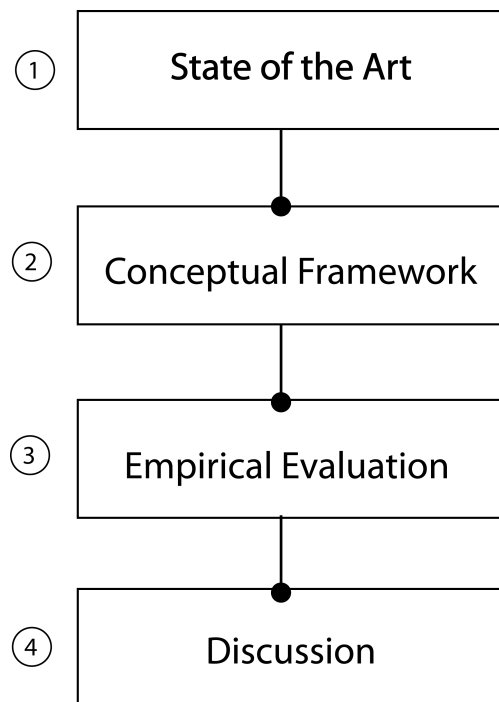 1 State of the Art
2 Conceptual Framework
3 Empirical Evaluation
4 Discussion